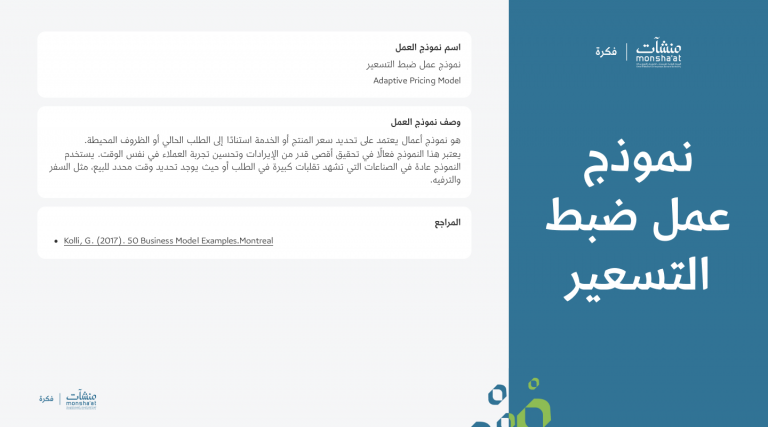 منشآت
monsha'at
فكرة
نموذج
عمل ضبط
التسعير
اسم نموذج العمل
نموذج عمل ضبط التسعير
Adaptive Pricing Model
وصف نموذج العمل
هو نموذج أعمال يعتمد على تحديد سعر المنتج أو الخدمة استنادًا إلى الطلب الحالي أو الظروف المحيطة.
يعتبر هذا النموذج فعالًا في تحقيق أقصى قدر من الإيرادات وتحسين تجربة العملاء في نفس الوقت. يستخدم
النموذج عادة في الصناعات التي تشهد تقلبات كبيرة في الطلب أو حيث يوجد تحديد وقت محدد للبيع، مثل السفر
والترفيه.
المراجع
• Kolli, G. (2017). 50 Business Model Examples.Montreal
منشآت
monsha'at
فكرة